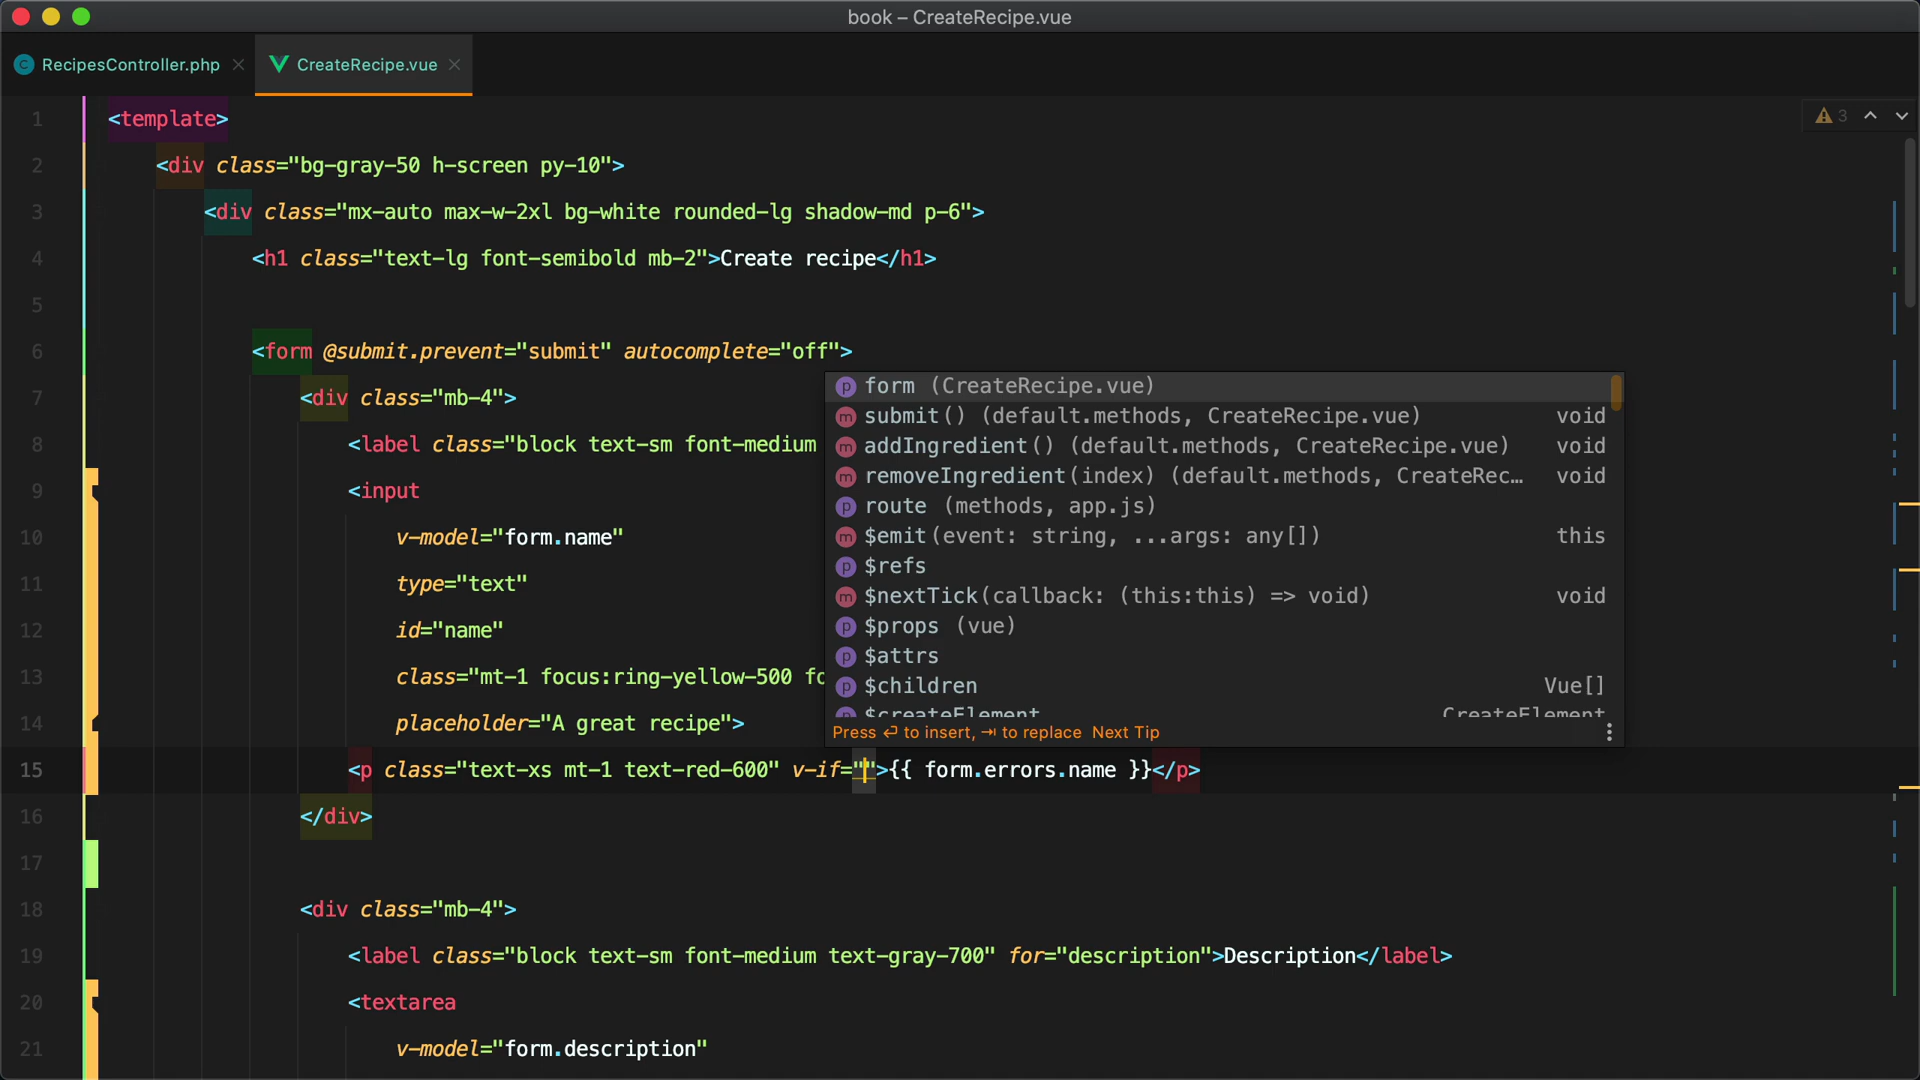 book – CreateRecipe.vue
RecipesController.php
CreateRecipe.vue
3
1 <template>
2 <div class="bg-gray-50 h-screen py-10">
3 <div class="mx-auto max-w-2xl bg-white rounded-lg shadow-md p-6">
4 <h1 class="text-lg font-semibold mb-2">Create recipe</h1>
5
6 <form @submit.prevent="submit" autocomplete="off">
7 <div class="mb-4">
8 <label class="block text-sm font-medium
9 <input
10 v-model="form.name"
11 type="text"
12 id="name"
13 class="mt-1 focus:ring-yellow-500 fo
14 placeholder="A great recipe">
15 <p class="text-xs mt-1 text-red-600" v-if="">{{ form.errors.name }}</p>
16 </div>
17
18 <div class="mb-4">
19 <label class="block text-sm font-medium text-gray-700" for="description">Description</label>
20 <textarea
21 v-model="form.description"
p form (CreateRecipe.vue)
m submit() (default.methods, CreateRecipe.vue) void
m addIngredient() (default.methods, CreateRecipe.vue) void
m removeIngredient(index) (default.methods, CreateRec… void
p route (methods, app.js)
m $emit(event: string, ...args: any[]) this
p $refs
m $nextTick(callback: (this:this) => void) void
p $props (vue)
p $attrs
p $children Vue[]
p $createElement CreateElement
Press ⏎ to insert, ⇥ to replace Next Tip